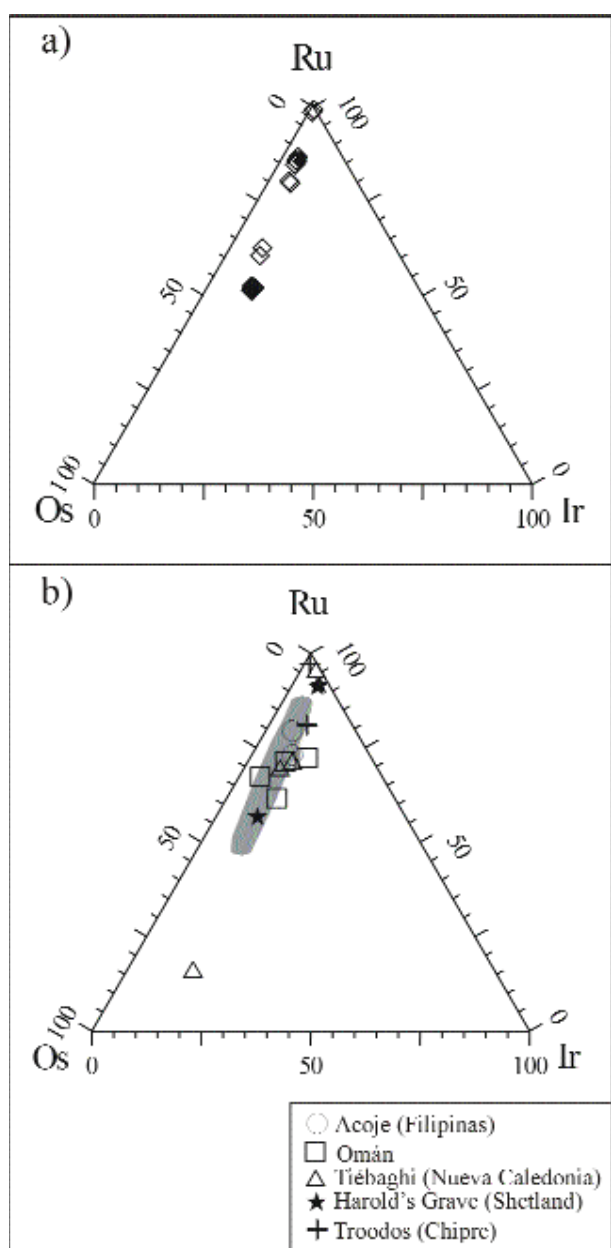 a)
Ru
0 100
50 50
100 0
Os 0 50 100 Ir
b)
Ru
0 100
50 50
100 0
Os 0 50 100 Ir
Acoje (Filipinas)
Omán
Tiébaghi (Nueva Caledonia)
Harold's Grave (Shetland)
Troodos (Chipre)